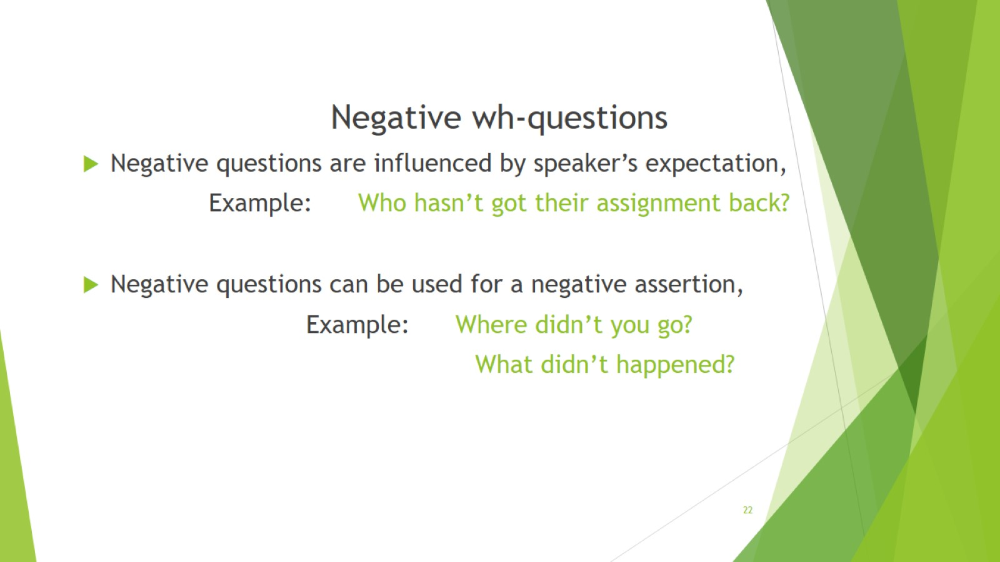 Negative wh-questions
Negative questions are influenced by speaker’s expectation,
Example: Who hasn’t got their assignment back?
Negative questions can be used for a negative assertion,
Example: Where didn’t you go?
What didn’t happened?
22